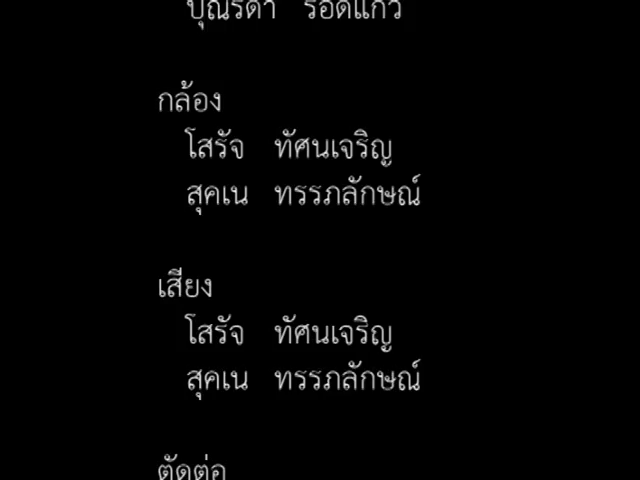 ปุณรดา รอดแก้ว
กล้อง
โสรัจ ทัศนเจริญ
สุคเน ทรรภลักษณ์
เสียง
โสรัจ ทัศนเจริญ
สุคเน ทรรภลักษณ์
ตัดต่อ